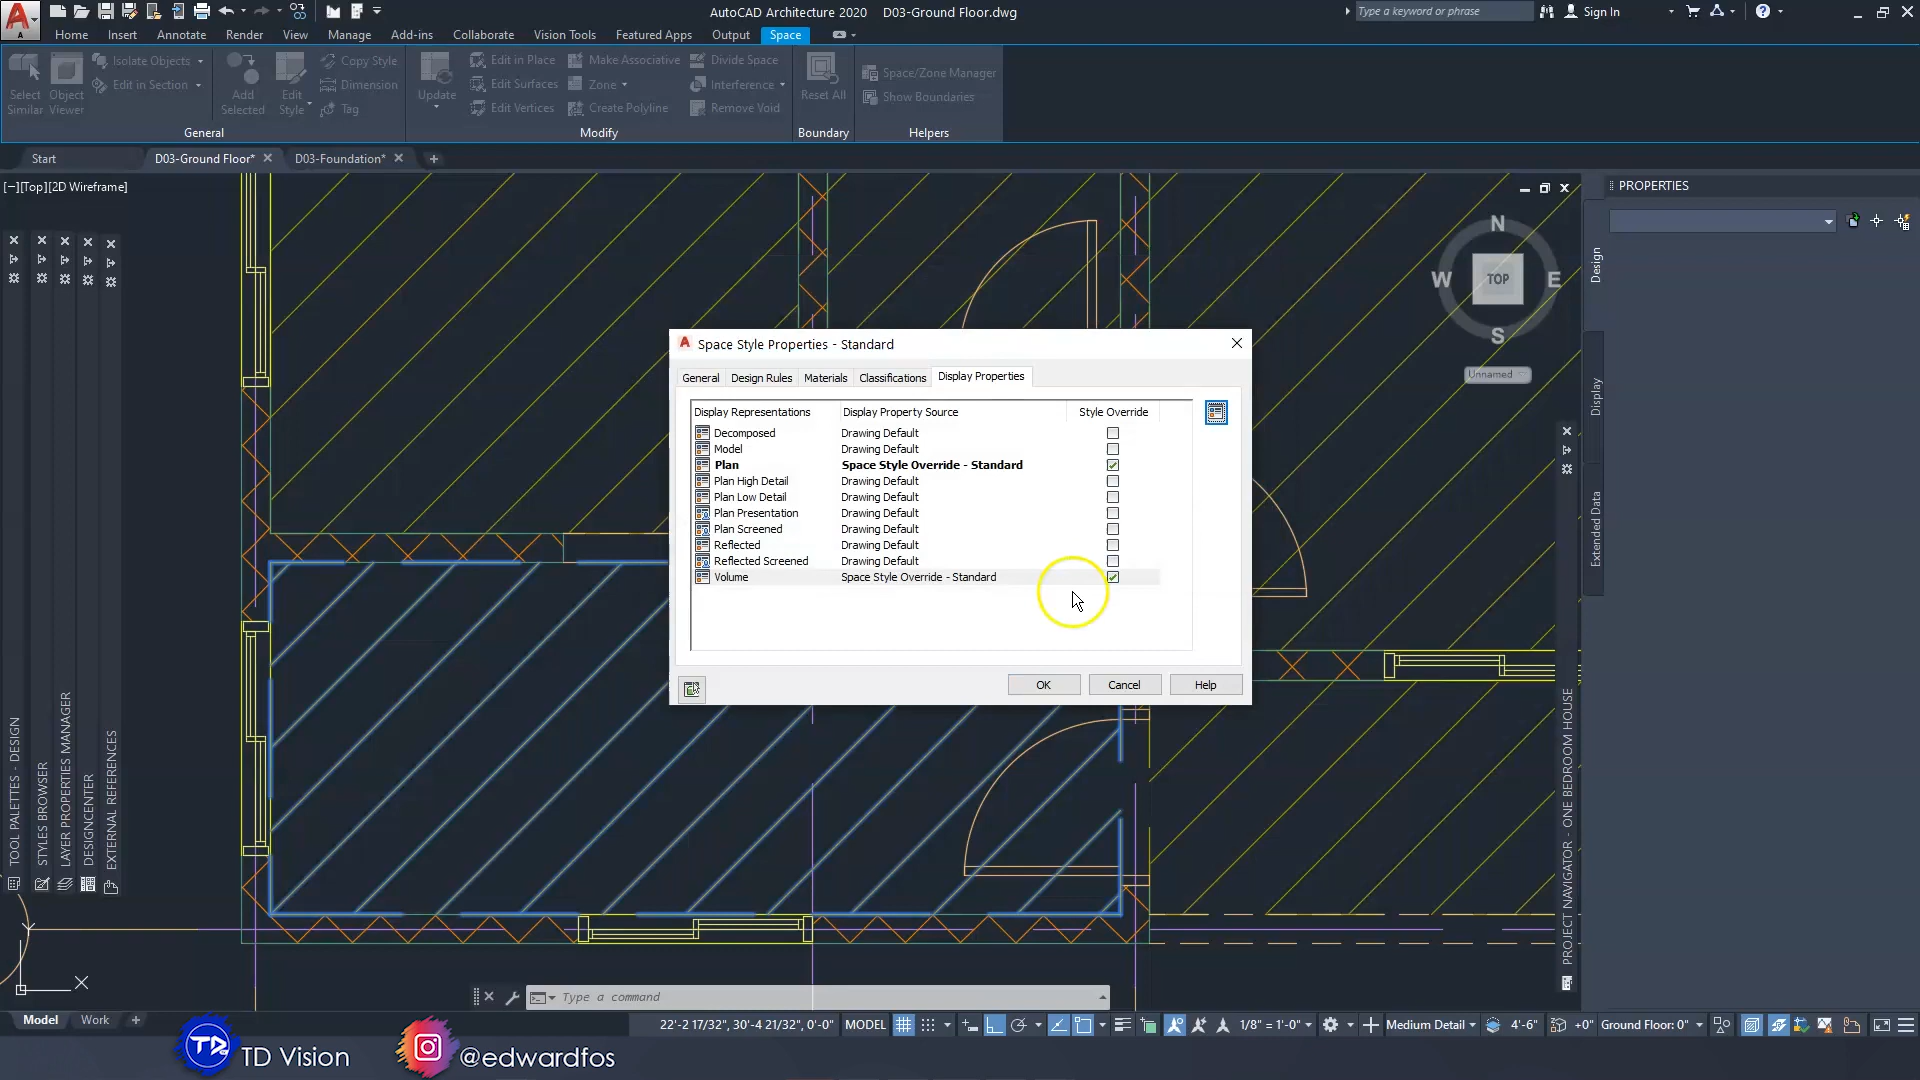 AutoCAD Architecture 2020 D03-Ground Floor.dwg
Type a keyword or phrase
Sign In
Home Insert Annotate Render View Manage Add-ins Collaborate Vision Tools Featured Apps Output Space
Select Similar
Object Viewer
Isolate Objects
Edit in Section
Add Selected
Edit Style
Copy Style
Dimension
Tag
General
Update
Edit in Place
Edit Surfaces
Edit Vertices
Make Associative
Zone
Create Polyline
Divide Space
Interference
Remove Void
Modify
Reset All
Boundary
Space/Zone Manager
Show Boundaries
Helpers
Start D03-Ground Floor* D03-Foundation*
[−][Top][2D Wireframe]
PROPERTIES
Design
Display
Extended Data
N
W TOP E
S
Unnamed
TOOL PALETTES - DESIGN
STYLES BROWSER
LAYER PROPERTIES MANAGER
DESIGNCENTER
EXTERNAL REFERENCES
PROJECT NAVIGATOR - ONE BEDROOM HOUSE
Space Style Properties - Standard
General Design Rules Materials Classifications Display Properties
Display Representations Display Property Source Style Override
Decomposed Drawing Default
Model Drawing Default
Plan Space Style Override - Standard
Plan High Detail Drawing Default
Plan Low Detail Drawing Default
Plan Presentation Drawing Default
Plan Screened Drawing Default
Reflected Drawing Default
Reflected Screened Drawing Default
Volume Space Style Override - Standard
OK Cancel Help
X
Type a command
Model Work
22'-2 17/32", 30'-4 21/32", 0'-0" MODEL 1/8" = 1'-0" Medium Detail 4'-6" +0" Ground Floor: 0"
TD TD Vision @edwardfos